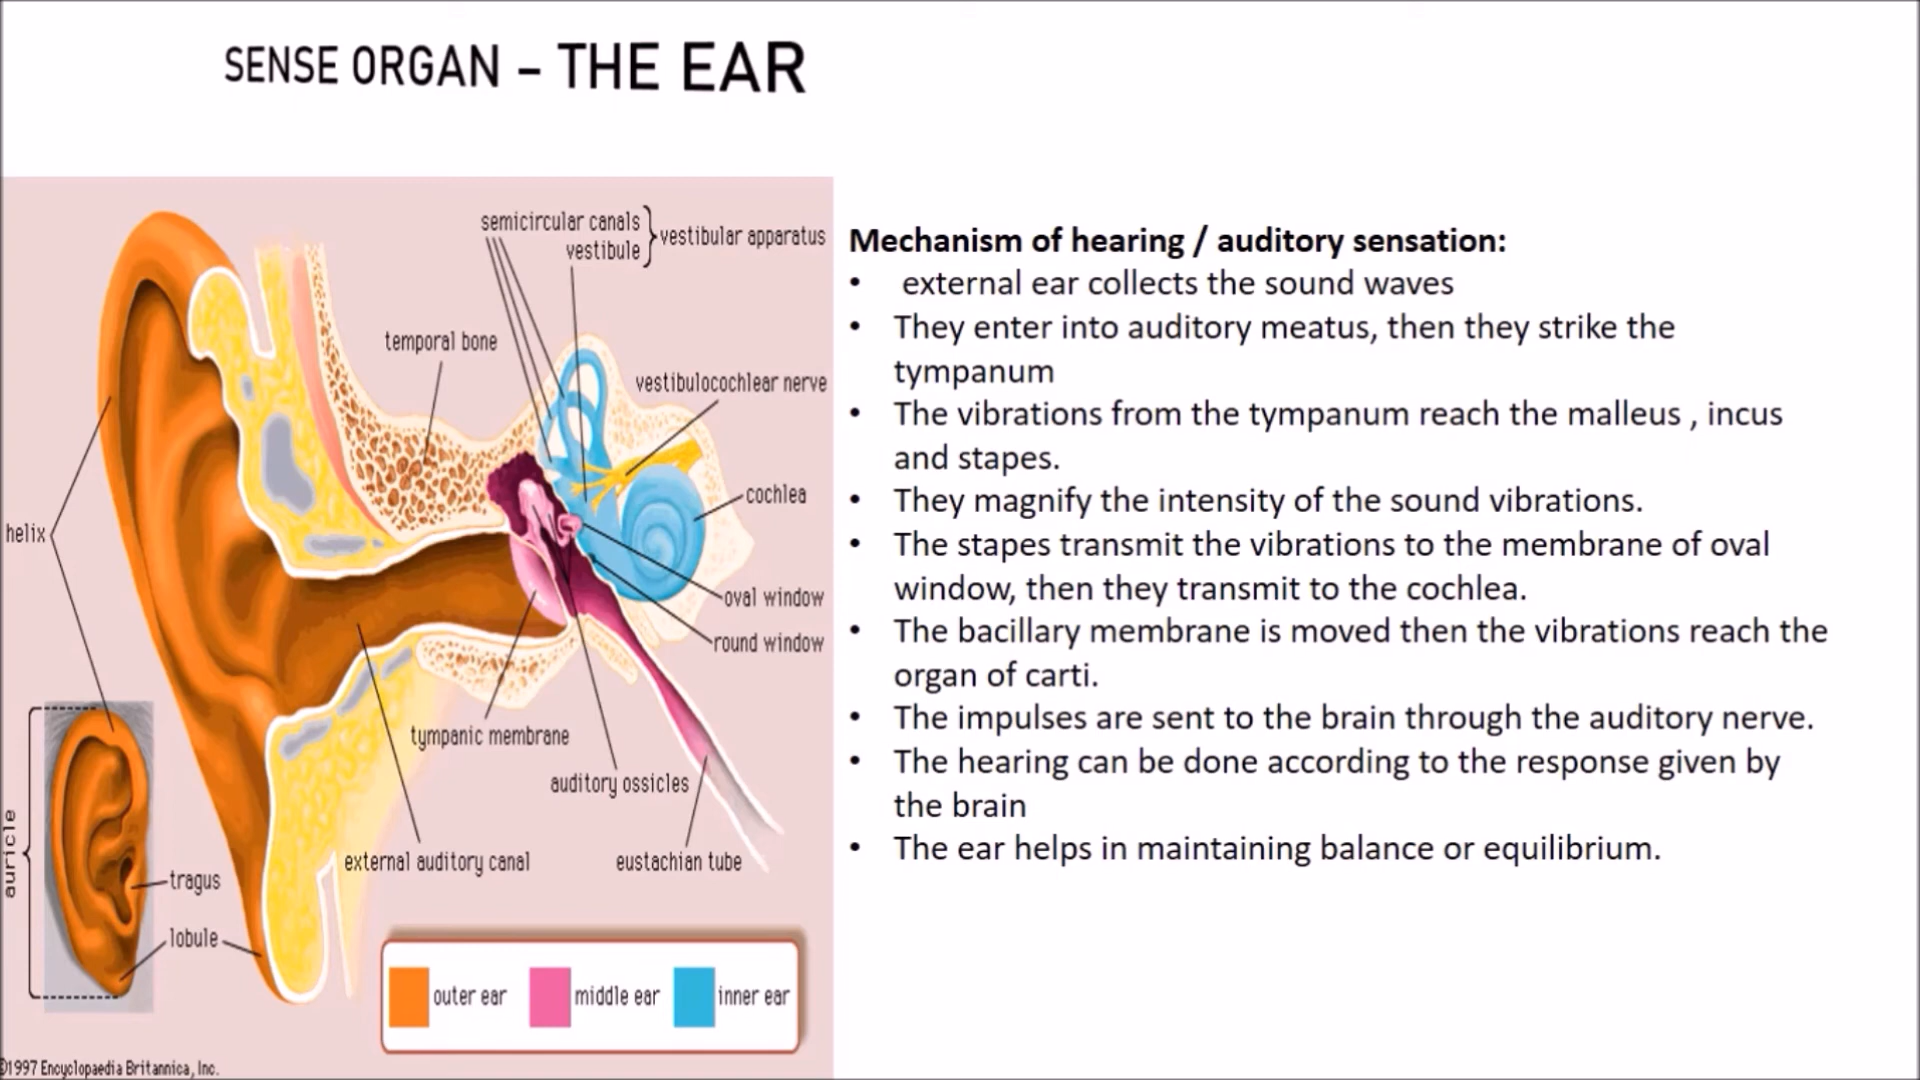 SENSE ORGAN – THE EAR
semicircular canals
vestibule
vestibular apparatus
temporal bone
vestibulocochlear nerve
cochlea
helix
oval window
round window
tympanic membrane
auditory ossicles
external auditory canal
eustachian tube
auricle
tragus
lobule
outer ear
middle ear
inner ear
©1997 Encyclopaedia Britannica, Inc.
Mechanism of hearing / auditory sensation:
• external ear collects the sound waves
• They enter into auditory meatus, then they strike the
tympanum
• The vibrations from the tympanum reach the malleus , incus
and stapes.
• They magnify the intensity of the sound vibrations.
• The stapes transmit the vibrations to the membrane of oval
window, then they transmit to the cochlea.
• The bacillary membrane is moved then the vibrations reach the
organ of carti.
• The impulses are sent to the brain through the auditory nerve.
• The hearing can be done according to the response given by
the brain
• The ear helps in maintaining balance or equilibrium.